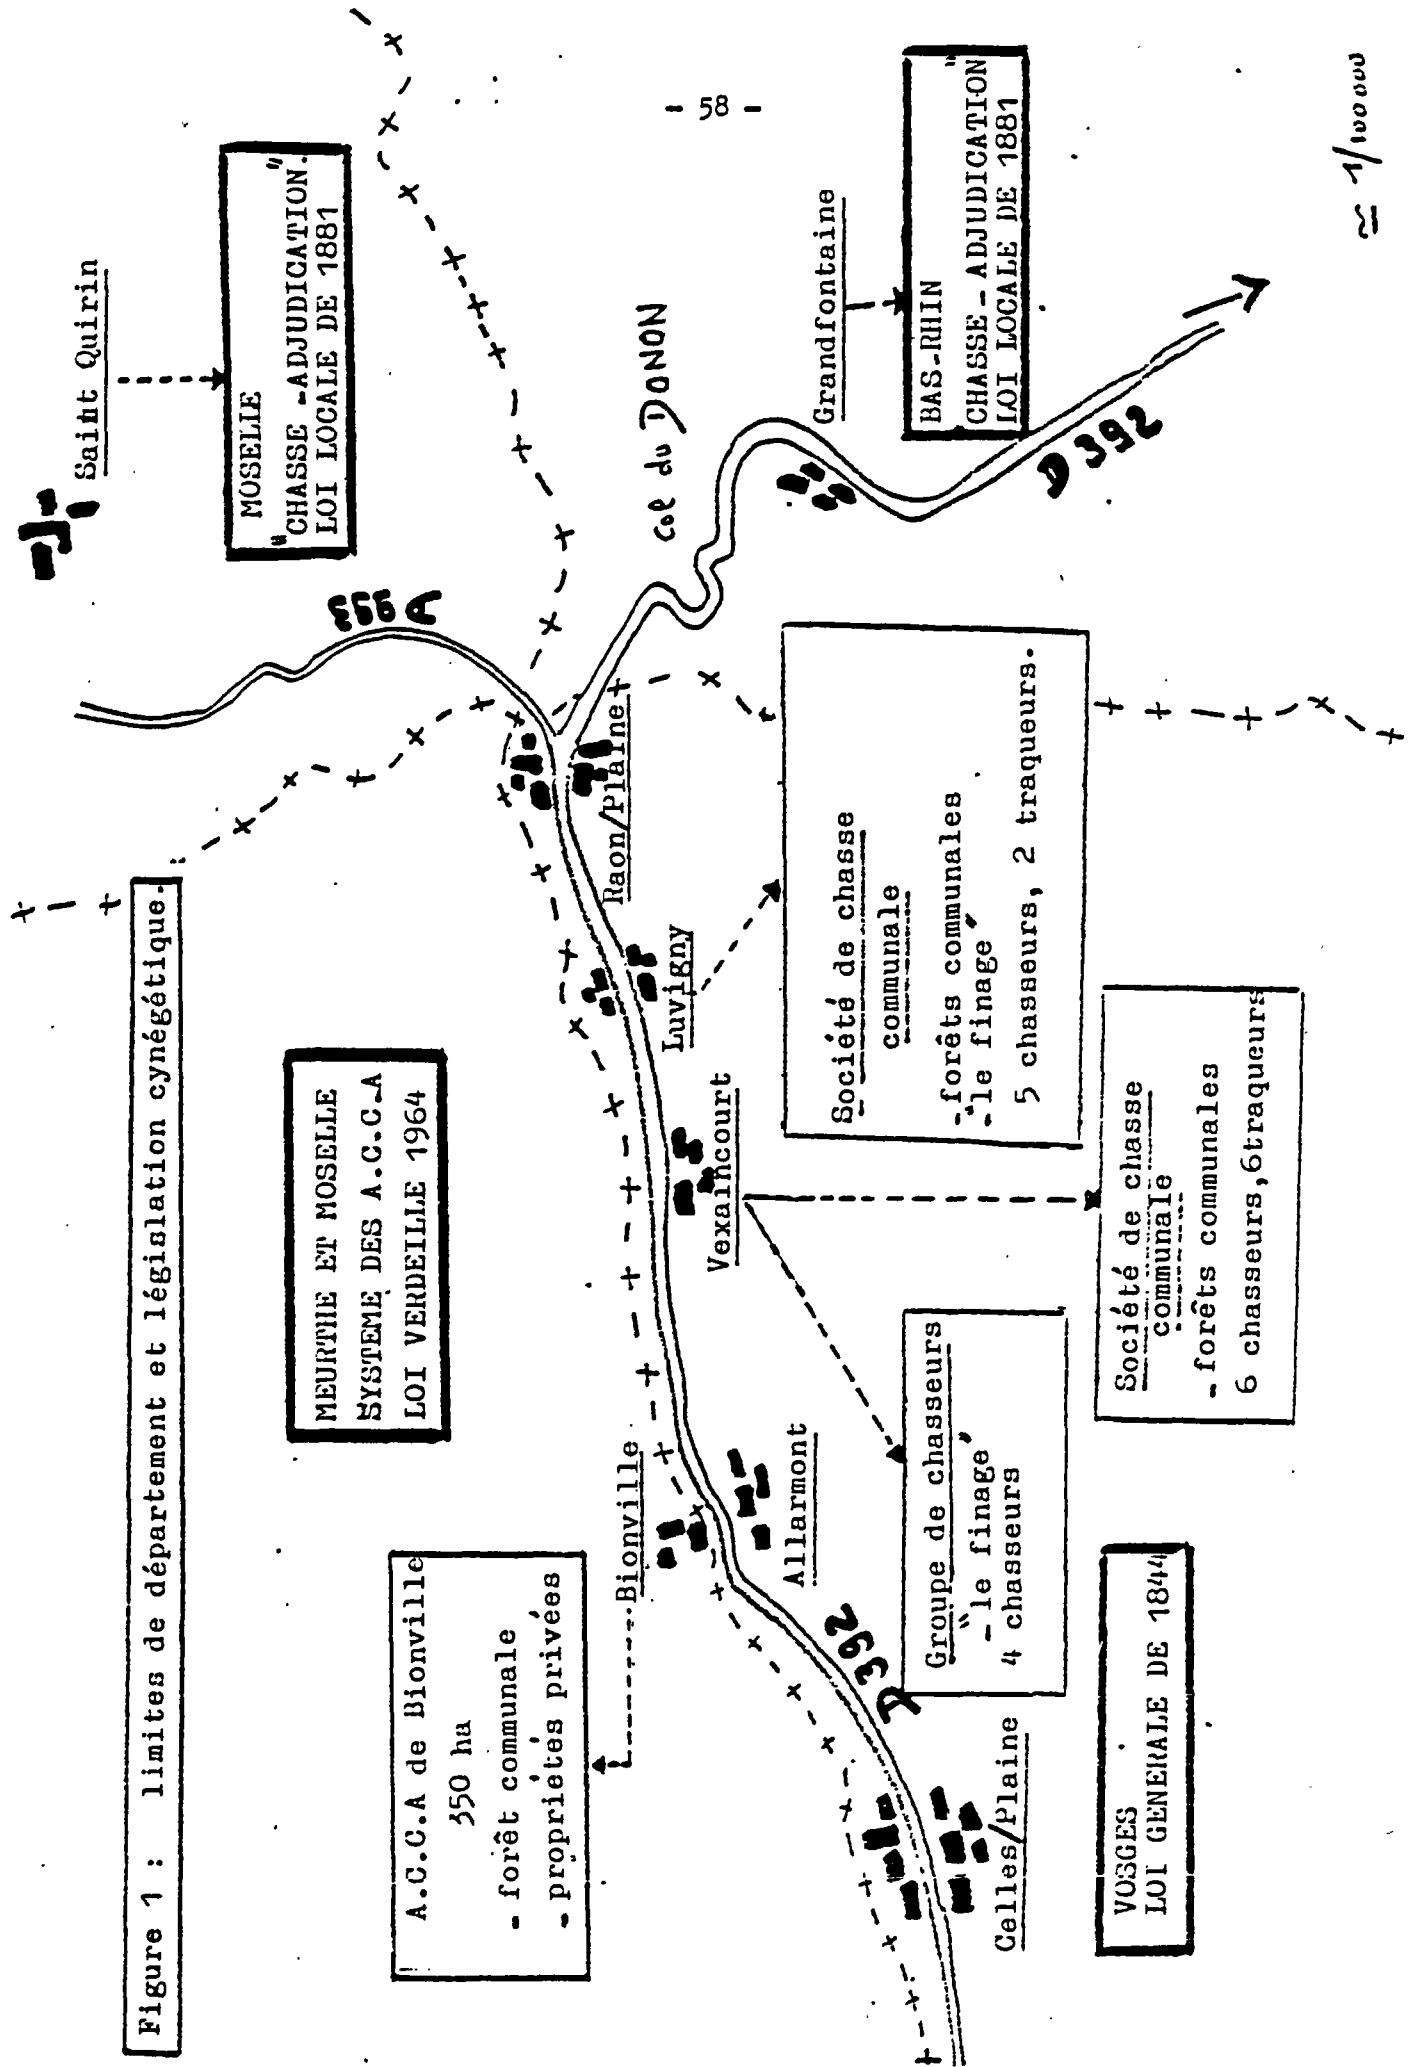 - 58 -
Figure 1 : limites de département et législation cynégétique.
Saint Quirin
MOSELLE
"CHASSE - ADJUDICATION".
LOI LOCALE DE 1881
MEURTHE ET MOSELLE
SYSTEME DES A.C.C.A
LOI VERDEILLE 1964
A.C.C.A de Bionville
350 ha
- forêt communale
- propriétés privées
Bionville
D 993
col du DONON
Grandfontaine
BAS-RHIN
"CHASSE - ADJUDICATION"
LOI LOCALE DE 1881
D 392
Raon/Plaine
Luvigny
Vexaincourt
Allarmont
D 392
Celles/Plaine
Société de chasse
communale
- forêts communales
- "le finage"
5 chasseurs, 2 traqueurs.
Groupe de chasseurs
- "le finage"
4 chasseurs
Société de chasse
communale
- forêts communales
6 chasseurs, 6 traqueurs
VOSGES
LOI GENERALE DE 1844
≃ 1/100 000